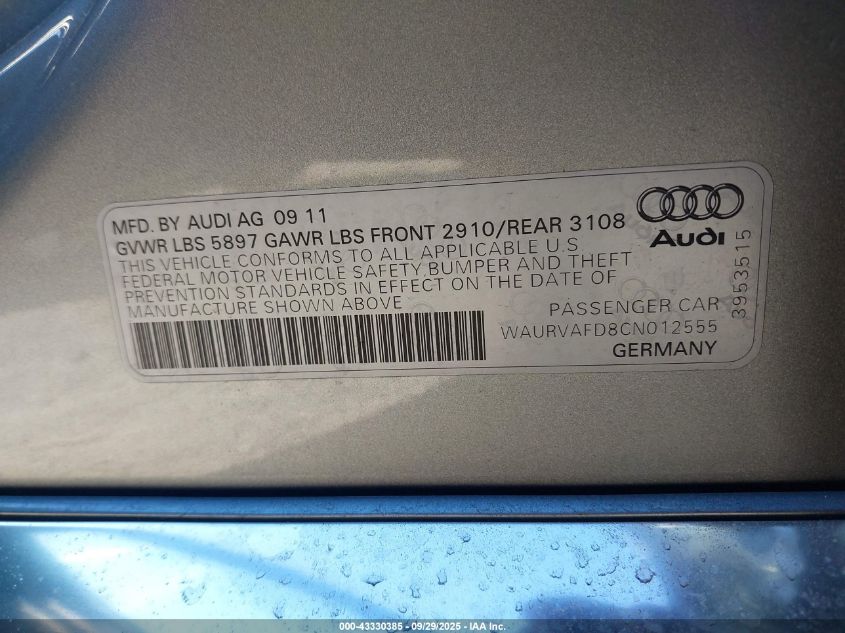 MFD. BY AUDI AG 09 11
GVWR LBS 5897 GAWR LBS FRONT 2910/REAR 3108
THIS VEHICLE CONFORMS TO ALL APPLICABLE U.S
FEDERAL MOTOR VEHICLE SAFETY,BUMPER AND THEFT
PREVENTION STANDARDS IN EFFECT ON THE DATE OF
MANUFACTURE SHOWN ABOVE
Audi
3953515
PASSENGER CAR
WAURVAFD8CN012555
GERMANY
000-43330385 - 09/29/2025 - IAA Inc.